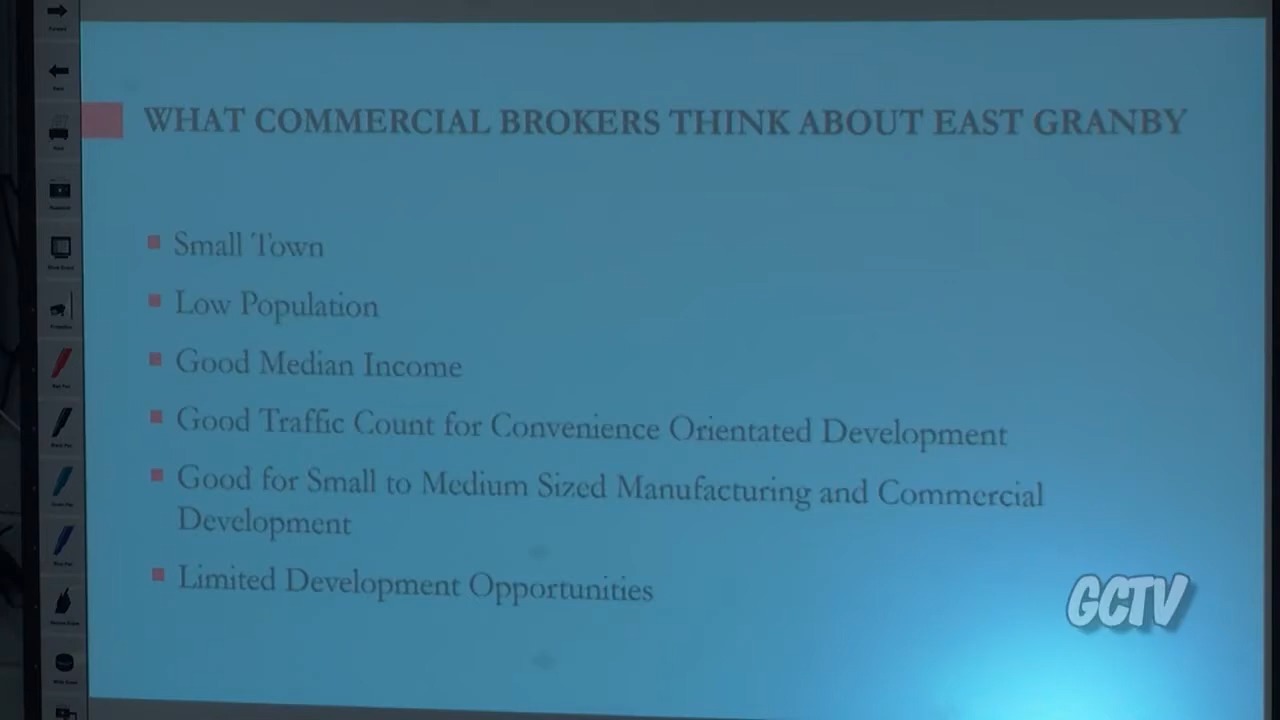 Forward
WHAT COMMERCIAL BROKERS THINK ABOUT EAST GRANBY
Small Town
Low Population
Good Median Income
Good Traffic Count for Convenience Orientated Development
Good for Small to Medium Sized Manufacturing and Commercial
Development
Limited Development Opportunities
GCTV